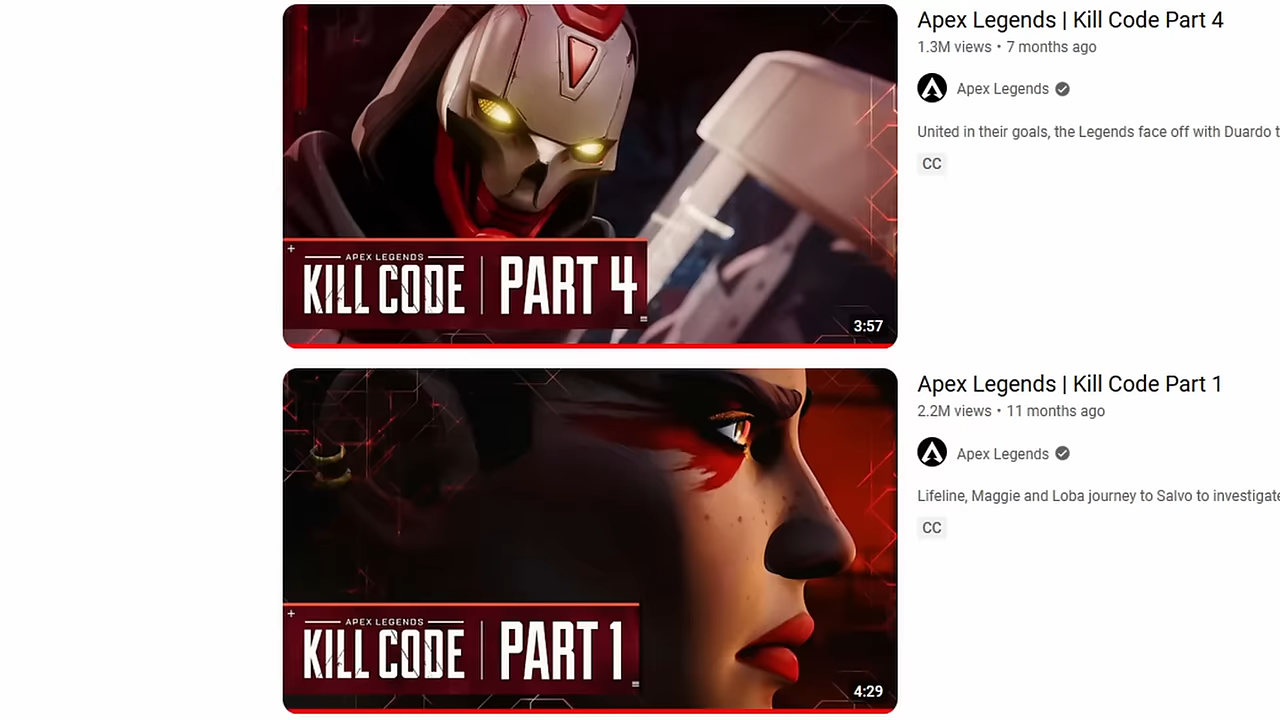 Apex Legends | Kill Code Part 4
1.3M views • 7 months ago
Apex Legends
United in their goals, the Legends face off with Duardo t
CC
APEX LEGENDS
KILL CODE | PART 4
3:57
Apex Legends | Kill Code Part 1
2.2M views • 11 months ago
Apex Legends
Lifeline, Maggie and Loba journey to Salvo to investigate
CC
APEX LEGENDS
KILL CODE | PART 1
4:29